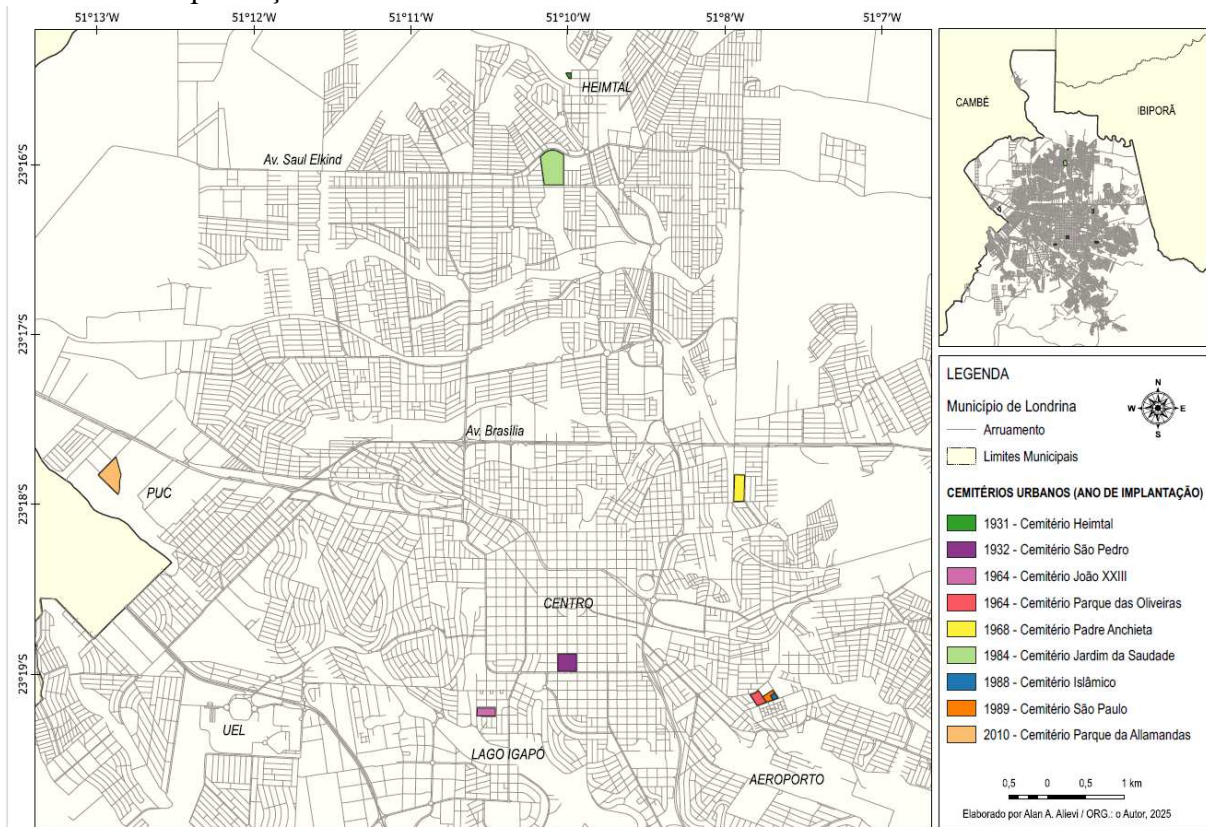 51°13'W 51°12'W 51°11'W 51°10'W 51°8'W 51°7'W
HEIMTAL
23°16'S
Av. Saul Elkind
23°17'S
Av. Brasília
PUC
23°18'S
CENTRO
23°19'S
UEL
LAGO IGAPÓ
AEROPORTO
CAMBÉ
IBIPORÃ
LEGENDA
Município de Londrina
Arruamento
Limites Municipais
N
W E
S
CEMITÉRIOS URBANOS (ANO DE IMPLANTAÇÃO)
1931 - Cemitério Heimtal
1932 - Cemitério São Pedro
1964 - Cemitério João XXIII
1964 - Cemitério Parque das Oliveiras
1968 - Cemitério Padre Anchieta
1984 - Cemitério Jardim da Saudade
1988 - Cemitério Islâmico
1989 - Cemitério São Paulo
2010 - Cemitério Parque da Allamandas
0,5 0 0,5 1 km
Elaborado por Alan A. Alievi / ORG.: o Autor, 2025